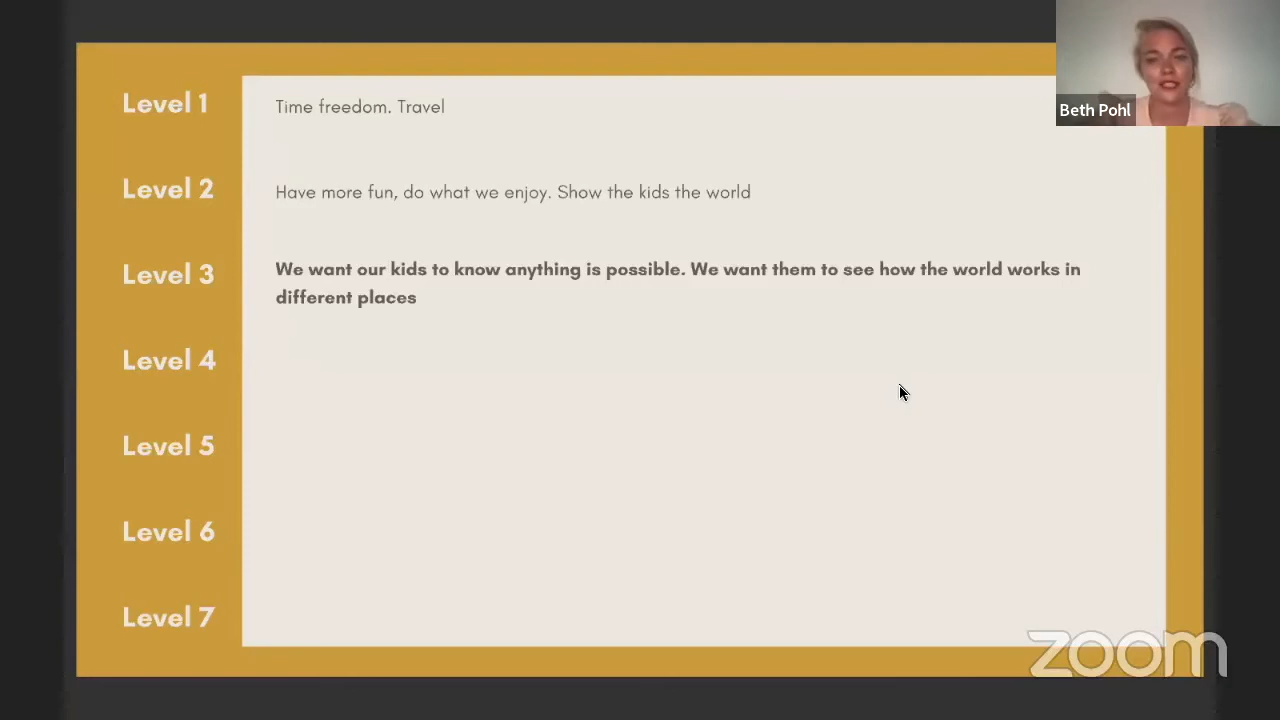 Level 1
Time freedom. Travel
Beth Pohl
Level 2
Have more fun, do what we enjoy. Show the kids the world
Level 3
We want our kids to know anything is possible. We want them to see how the world works in
different places
Level 4
Level 5
Level 6
Level 7
zoom